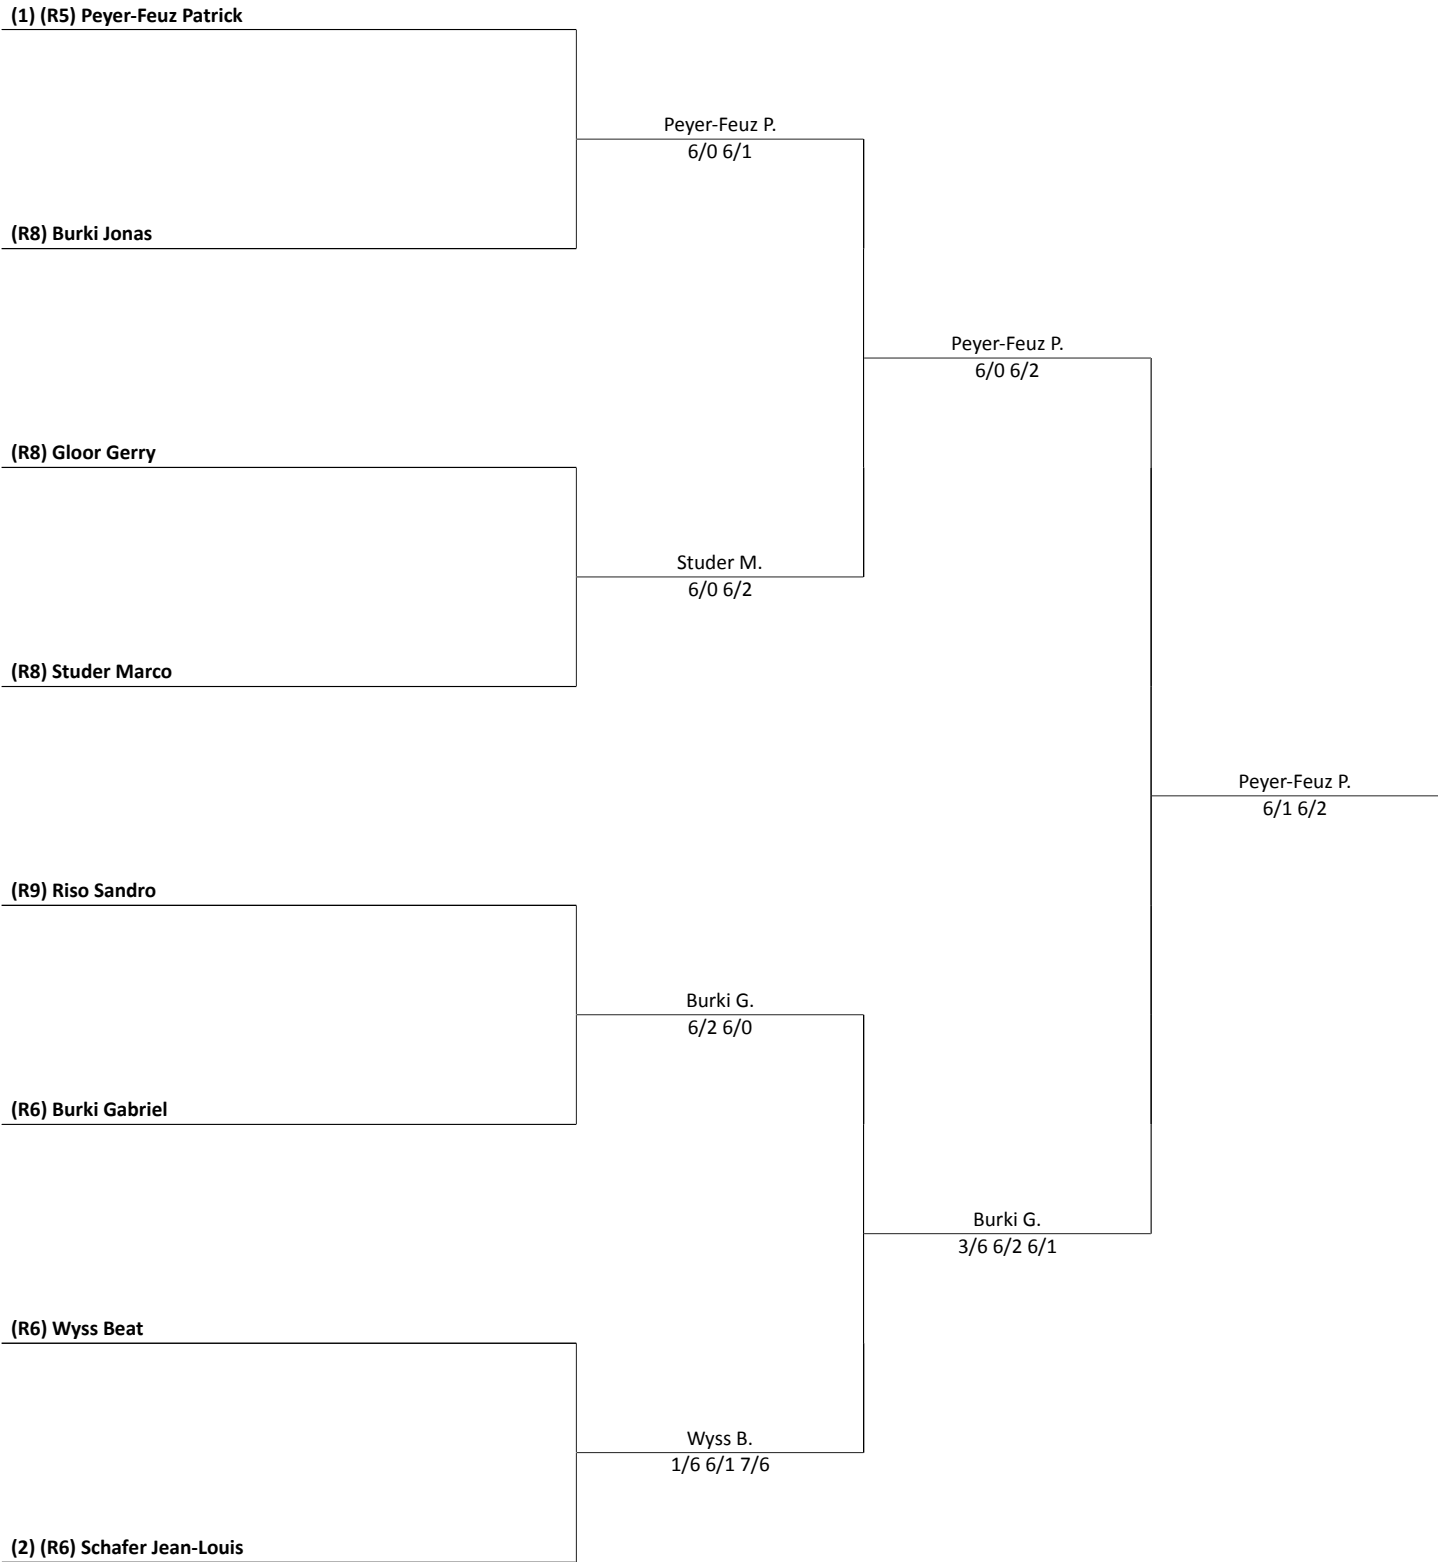 (1) (R5) Peyer-Feuz Patrick
Peyer-Feuz P.
6/0 6/1
(R8) Burki Jonas
Peyer-Feuz P.
6/0 6/2
(R8) Gloor Gerry
Studer M.
6/0 6/2
(R8) Studer Marco
Peyer-Feuz P.
6/1 6/2
(R9) Riso Sandro
Burki G.
6/2 6/0
(R6) Burki Gabriel
Burki G.
3/6 6/2 6/1
(R6) Wyss Beat
Wyss B.
1/6 6/1 7/6
(2) (R6) Schafer Jean-Louis